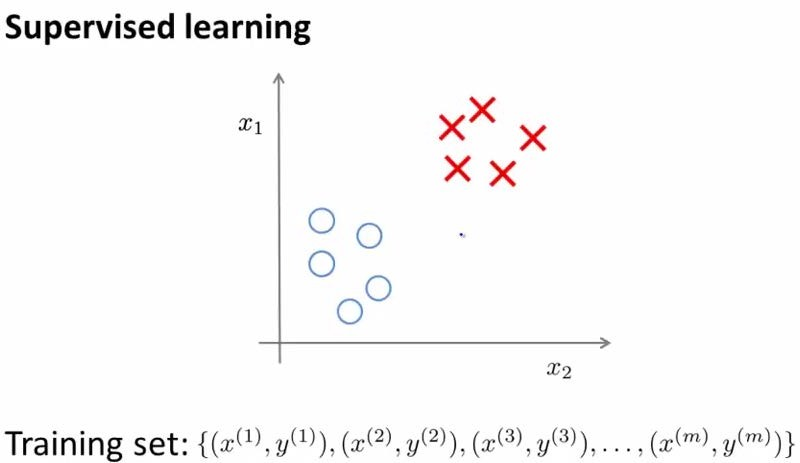 Supervised learning
x₁
x₂
Training set: {(x⁽¹⁾, y⁽¹⁾), (x⁽²⁾, y⁽²⁾), (x⁽³⁾, y⁽³⁾), . . . , (x⁽ᵐ⁾, y⁽ᵐ⁾)}